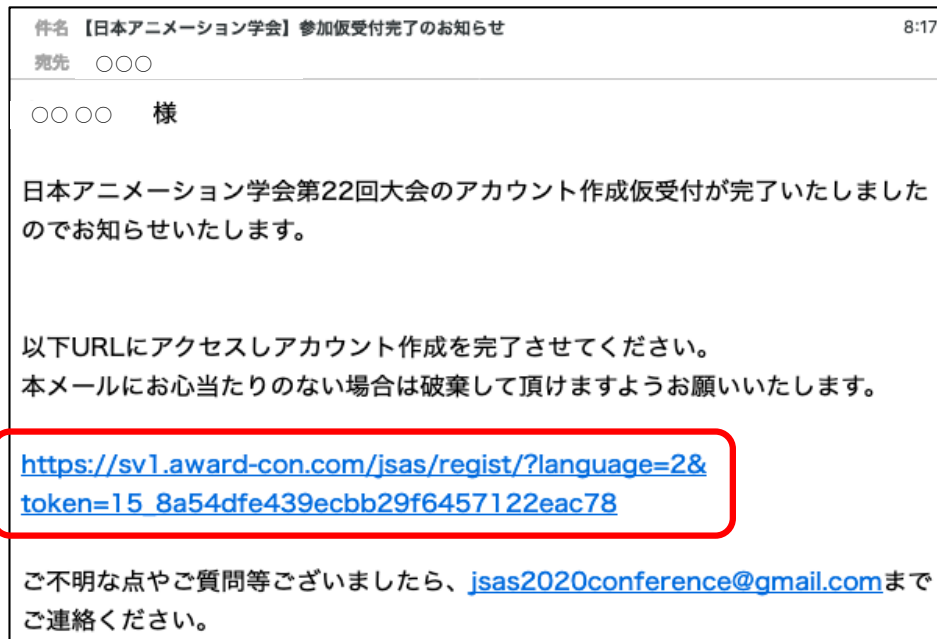 件名 【日本アニメーション学会】参加仮受付完了のお知らせ 8:17
宛先 ○○○
○○ ○○ 様
日本アニメーション学会第22回大会のアカウント作成仮受付が完了いたしました
のでお知らせいたします。
以下URLにアクセスしアカウント作成を完了させてください。
本メールにお心当たりのない場合は破棄して頂けますようお願いいたします。
https://sv1.award-con.com/jsas/regist/?language=2&
token=15_8a54dfe439ecbb29f6457122eac78
ご不明な点やご質問等ございましたら、jsas2020conference@gmail.comまで
ご連絡ください。